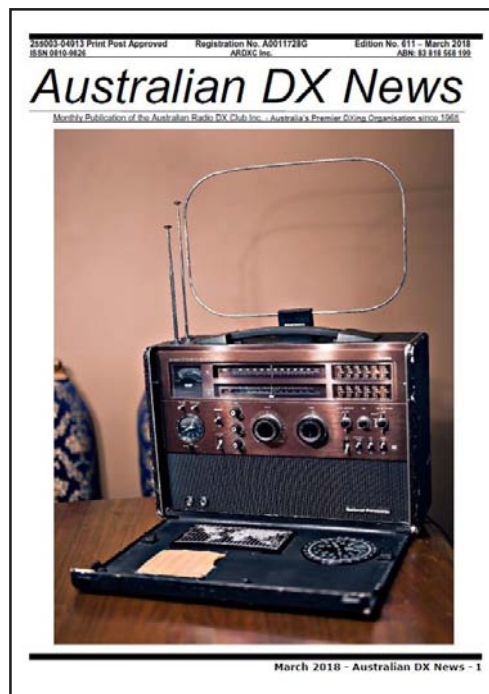 255003-04913 Print Post Approved Registration No. A0011728G Edition No. 611 – March 2018
ISSN 0810-9826 ARDXC Inc. ABN: 83 818 568 199
Australian DX News
Monthly Publication of the Australian Radio DX Club Inc. - Australia's Premier DXing Organisation since 1965
March 2018 - Australian DX News - 1